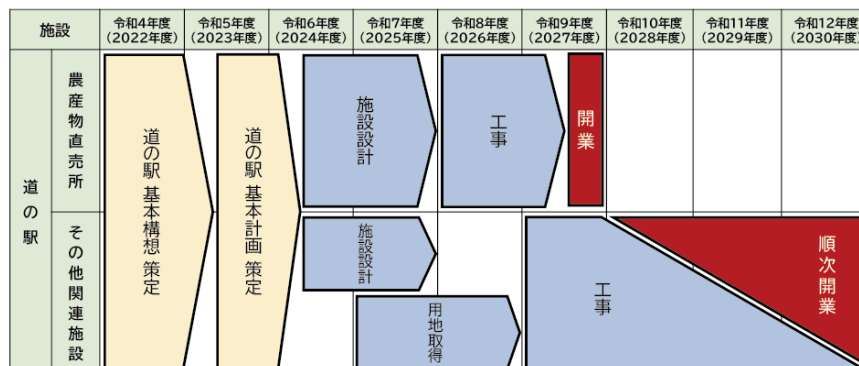 施設
令和4年度
(2022年度)
令和5年度
(2023年度)
令和6年度
(2024年度)
令和7年度
(2025年度)
令和8年度
(2026年度)
令和9年度
(2027年度)
令和10年度
(2028年度)
令和11年度
(2029年度)
令和12年度
(2030年度)
道の駅
農産物直売所
道の駅 基本構想 策定
道の駅 基本計画 策定
施設設計
工事
開業
その他関連施設
施設設計
用地取得
工事
順次開業